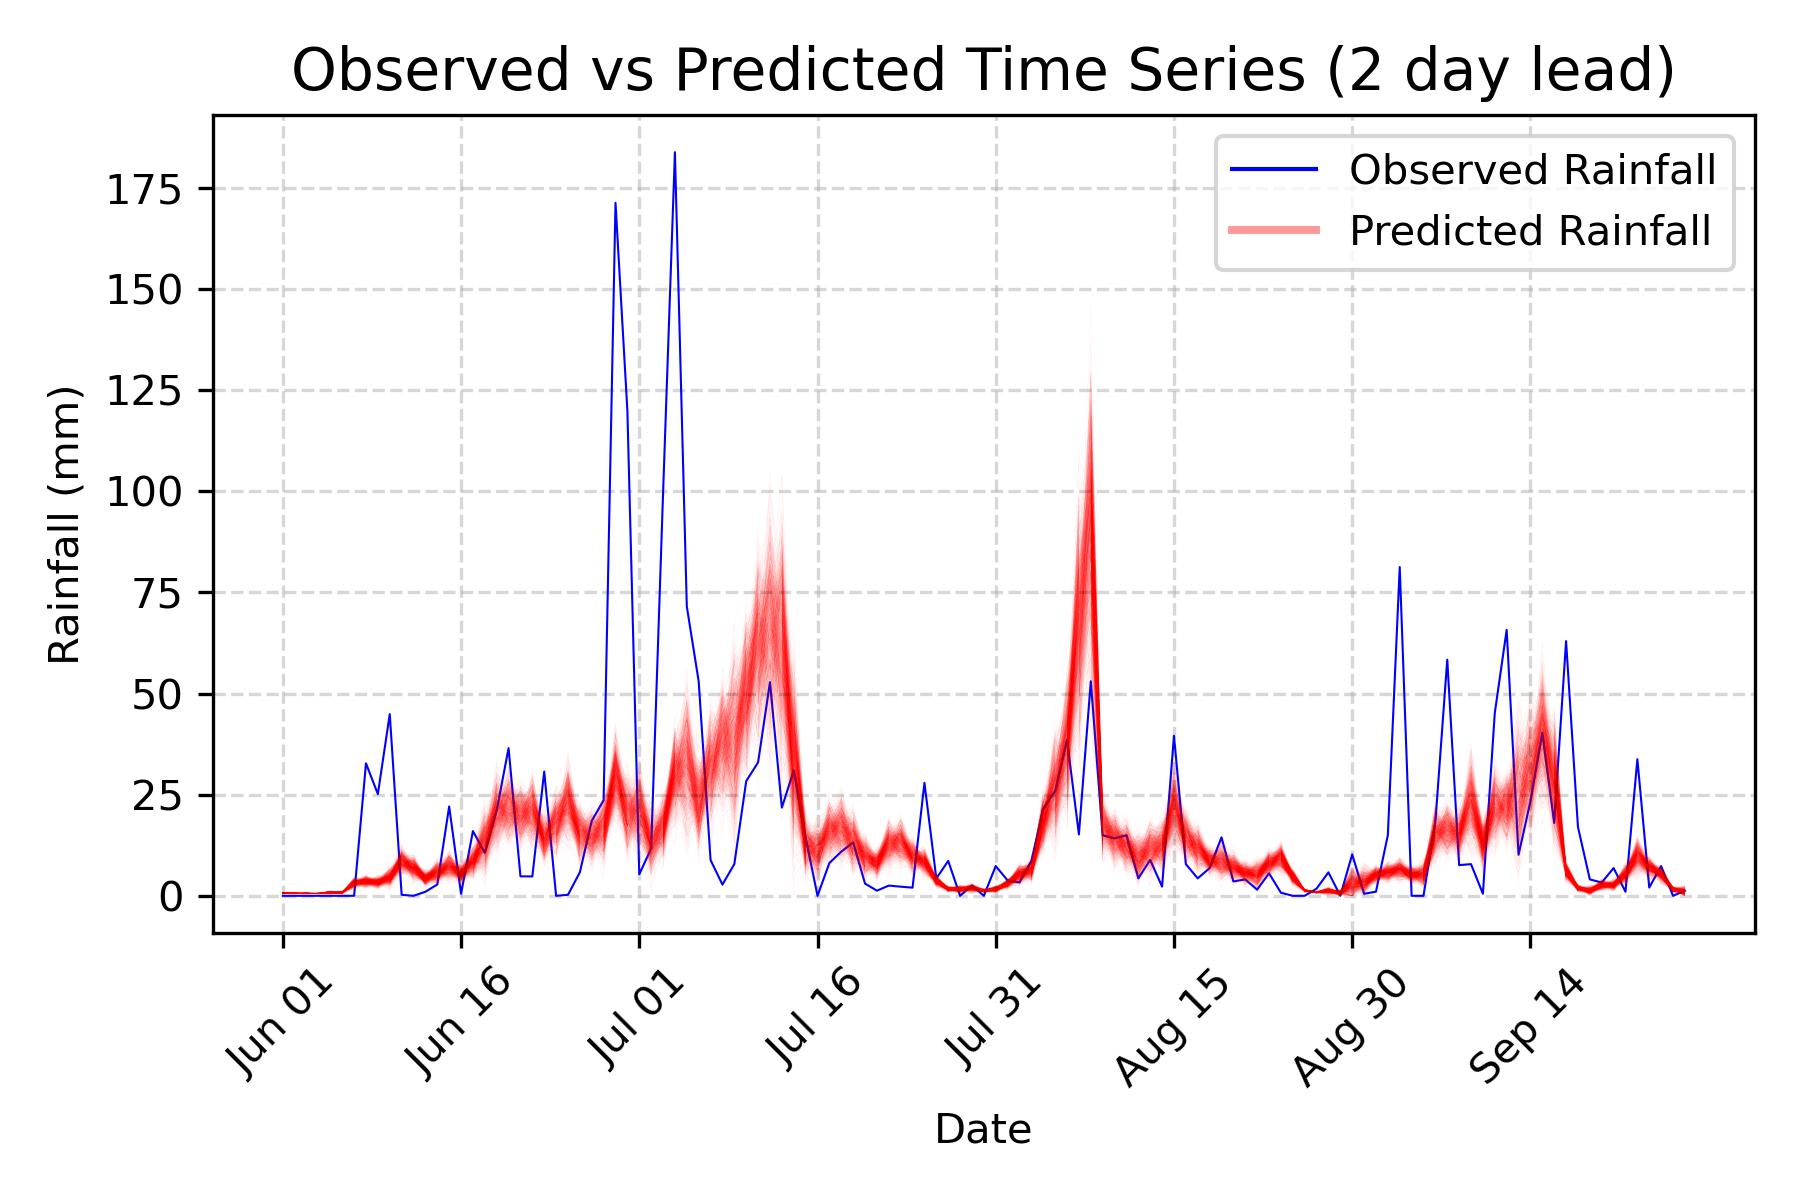 Observed vs Predicted Time Series (2 day lead)
Observed Rainfall
Predicted Rainfall
Rainfall (mm)
175
150
125
100
75
50
25
0
Jun 01
Jun 16
Jul 01
Jul 16
Jul 31
Aug 15
Aug 30
Sep 14
Date